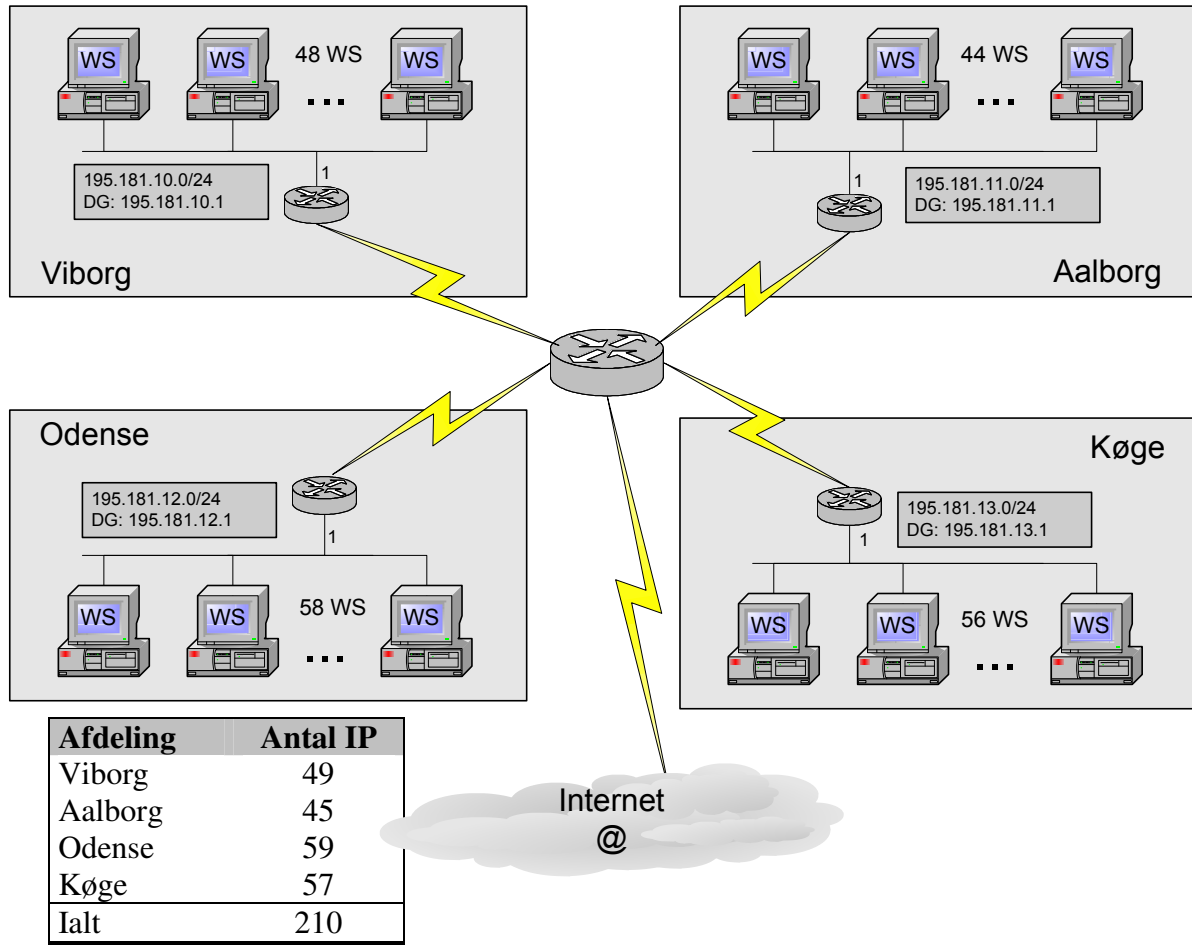 WS WS 48 WS WS
...
1
195.181.10.0/24
DG: 195.181.10.1
Viborg
WS WS 44 WS WS
...
1
195.181.11.0/24
DG: 195.181.11.1
Aalborg
Odense
195.181.12.0/24
DG: 195.181.12.1
1
WS WS 58 WS WS
...
Køge
195.181.13.0/24
DG: 195.181.13.1
1
WS WS 56 WS WS
...
Afdeling Antal IP
Viborg 49
Aalborg 45
Odense 59
Køge 57
Ialt 210
Internet
@